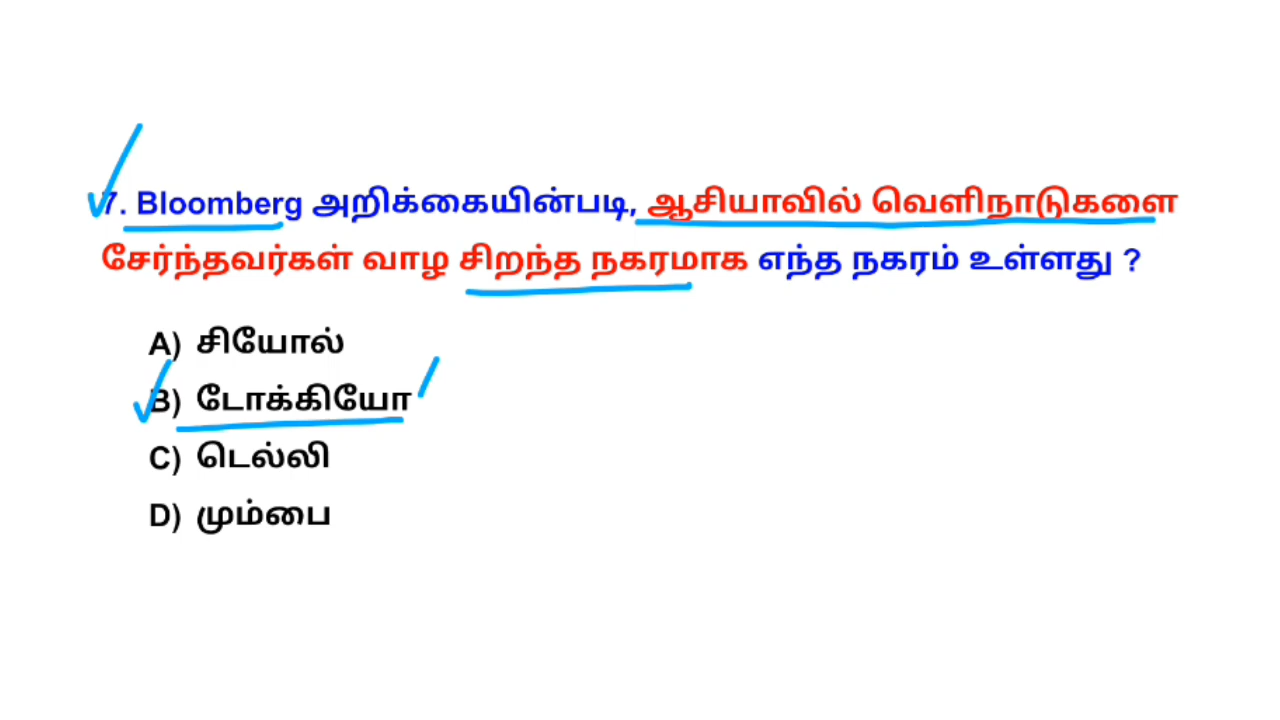 7. Bloomberg அறிக்கையின்படி, ஆசியாவில் வெளிநாடுகளை
சேர்ந்தவர்கள் வாழ சிறந்த நகரமாக எந்த நகரம் உள்ளது ?
A) சியோல்
B) டோக்கியோ
C) டெல்லி
D) மும்பை